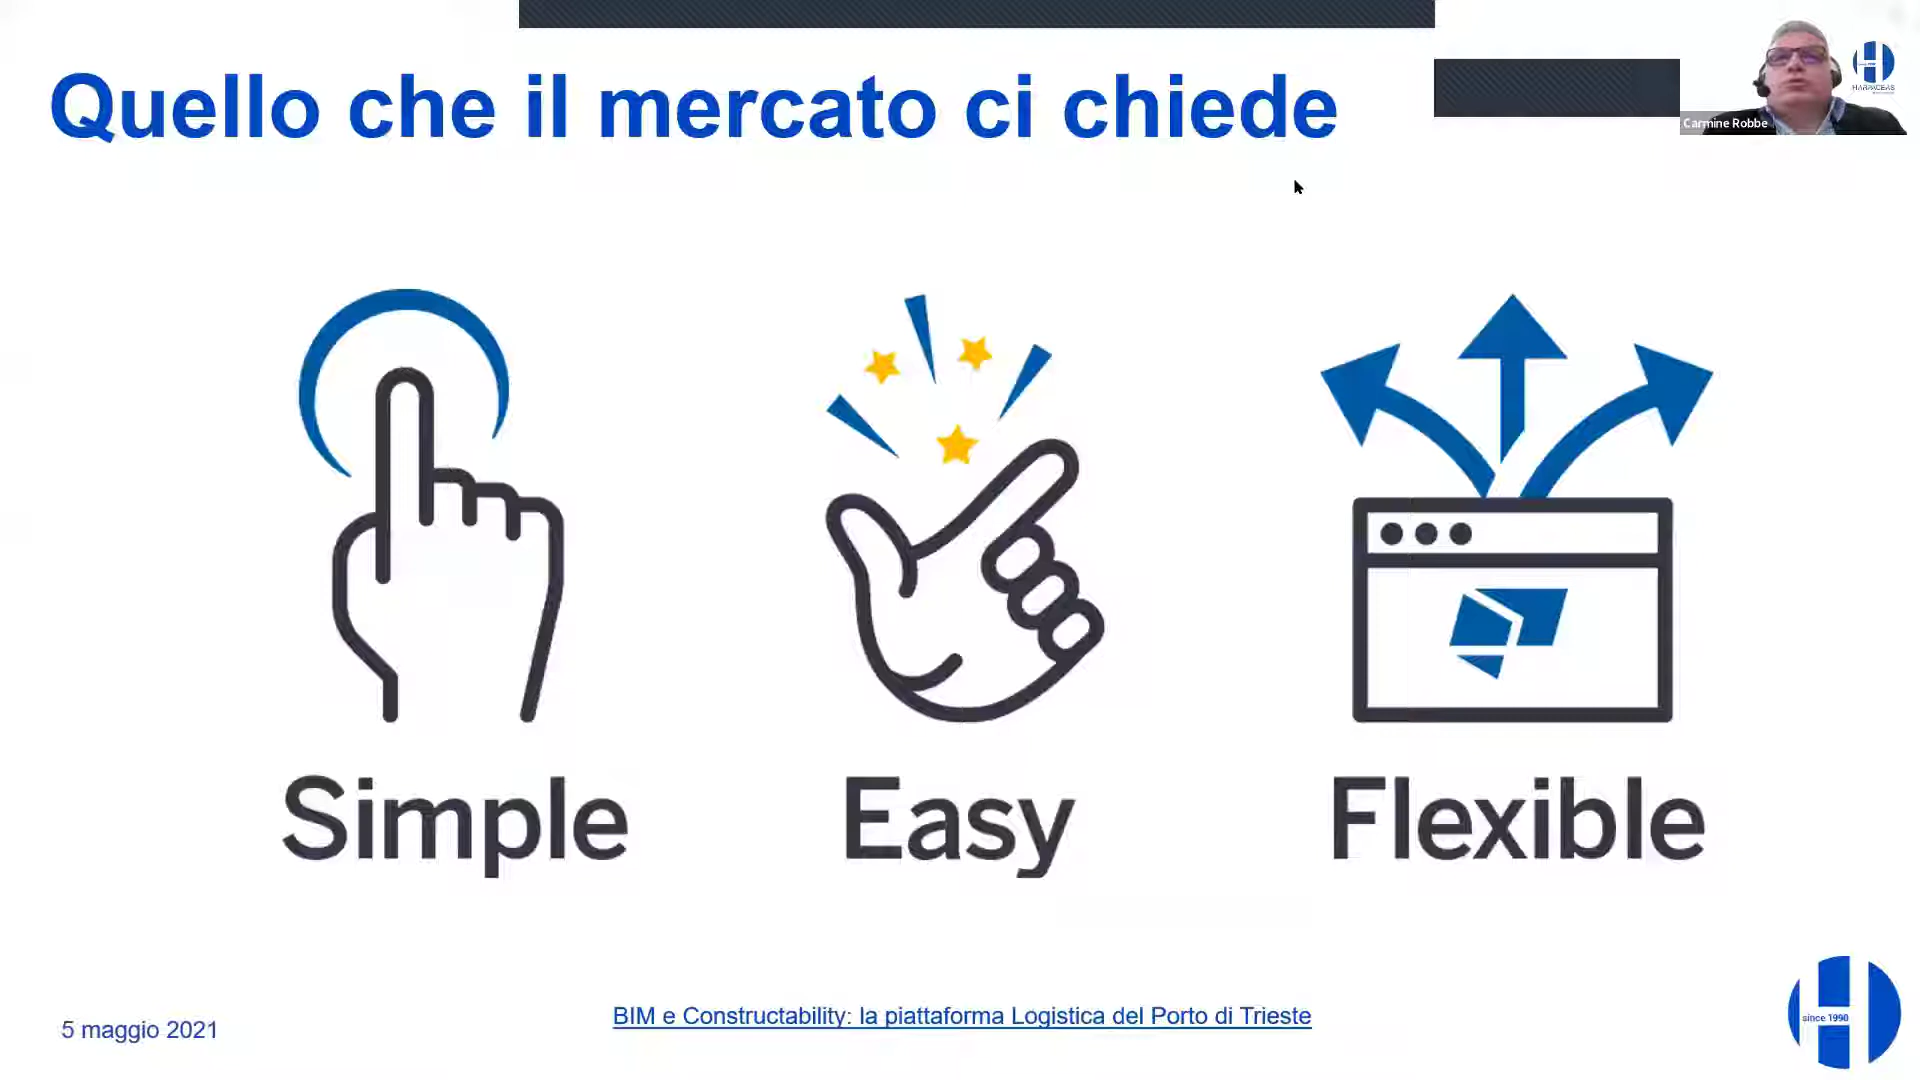 Quello che il mercato ci chiede
HARPACEAS
Carmine Robbe
Simple
Easy
Flexible
5 maggio 2021
BIM e Constructability: la piattaforma Logistica del Porto di Trieste
since 1990